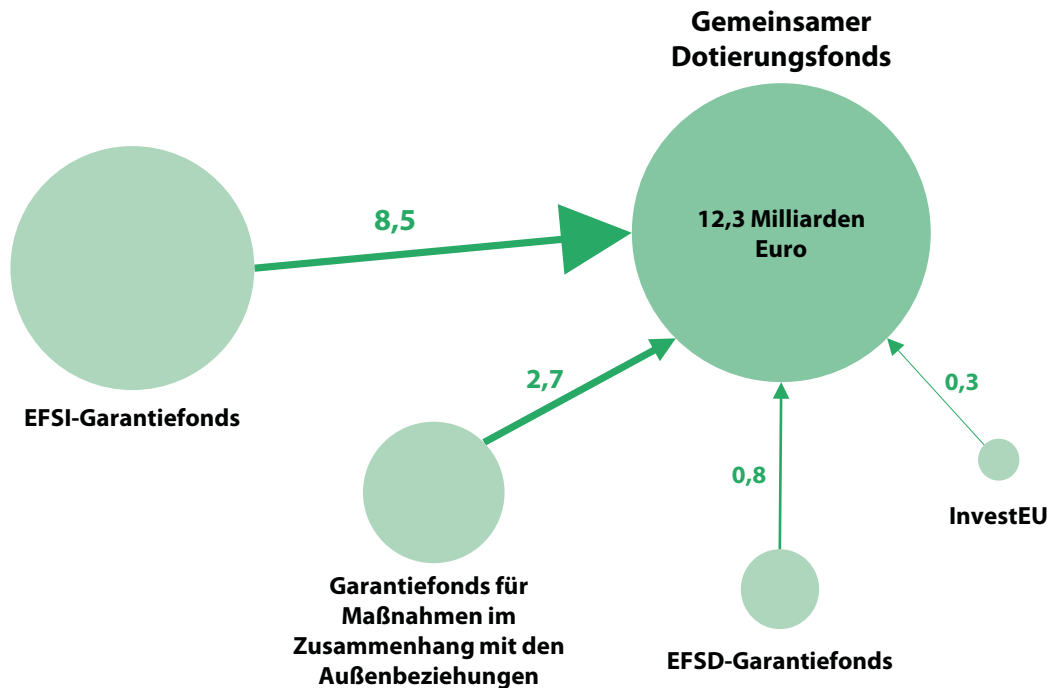 Gemeinsamer
Dotierungsfonds
12,3 Milliarden
Euro
8,5
EFSI-Garantiefonds
2,7
Garantiefonds für
Maßnahmen im
Zusammenhang mit den
Außenbeziehungen
0,8
EFSD-Garantiefonds
0,3
InvestEU